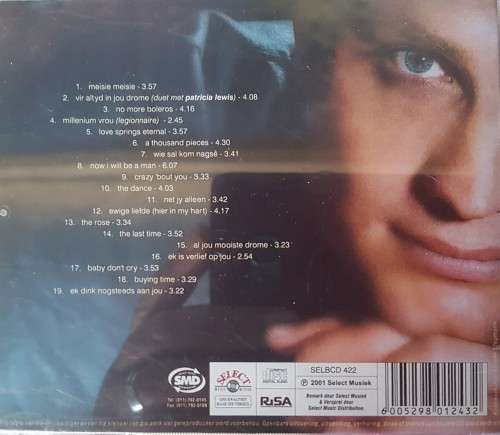 1. meisie meisie - 3.57
2. vir altyd in jou drome (duet met patricia lewis) - 4.08
3. no more boleros - 4.16
4. millenium vrou (legionnaire) - 2.45
5. love springs eternal - 3.57
6. a thousand pieces - 4.30
7. wie sal kom nagsê - 3.41
8. now i will be a man - 6.07
9. crazy 'bout you - 3.33
10. the dance - 4.03
11. net jy alleen - 3.42
12. ewige liefde (hier in my hart) - 4.17
13. the rose - 3.34
14. the last time - 3.52
15. al jou mooiste drome - 3.23
16. ek is verlief op jou - 2.54
17. baby don't cry - 3.53
18. buying time - 3.29
19. ek dink nogsteeds aan jou - 3.22
SMD
SELECT
RiSA
SELBCD 422
℗ 2001 Select Musiek
Bemark deur Select Musiek
& Versprei deur
Select Music Distribution.
6005298 012432